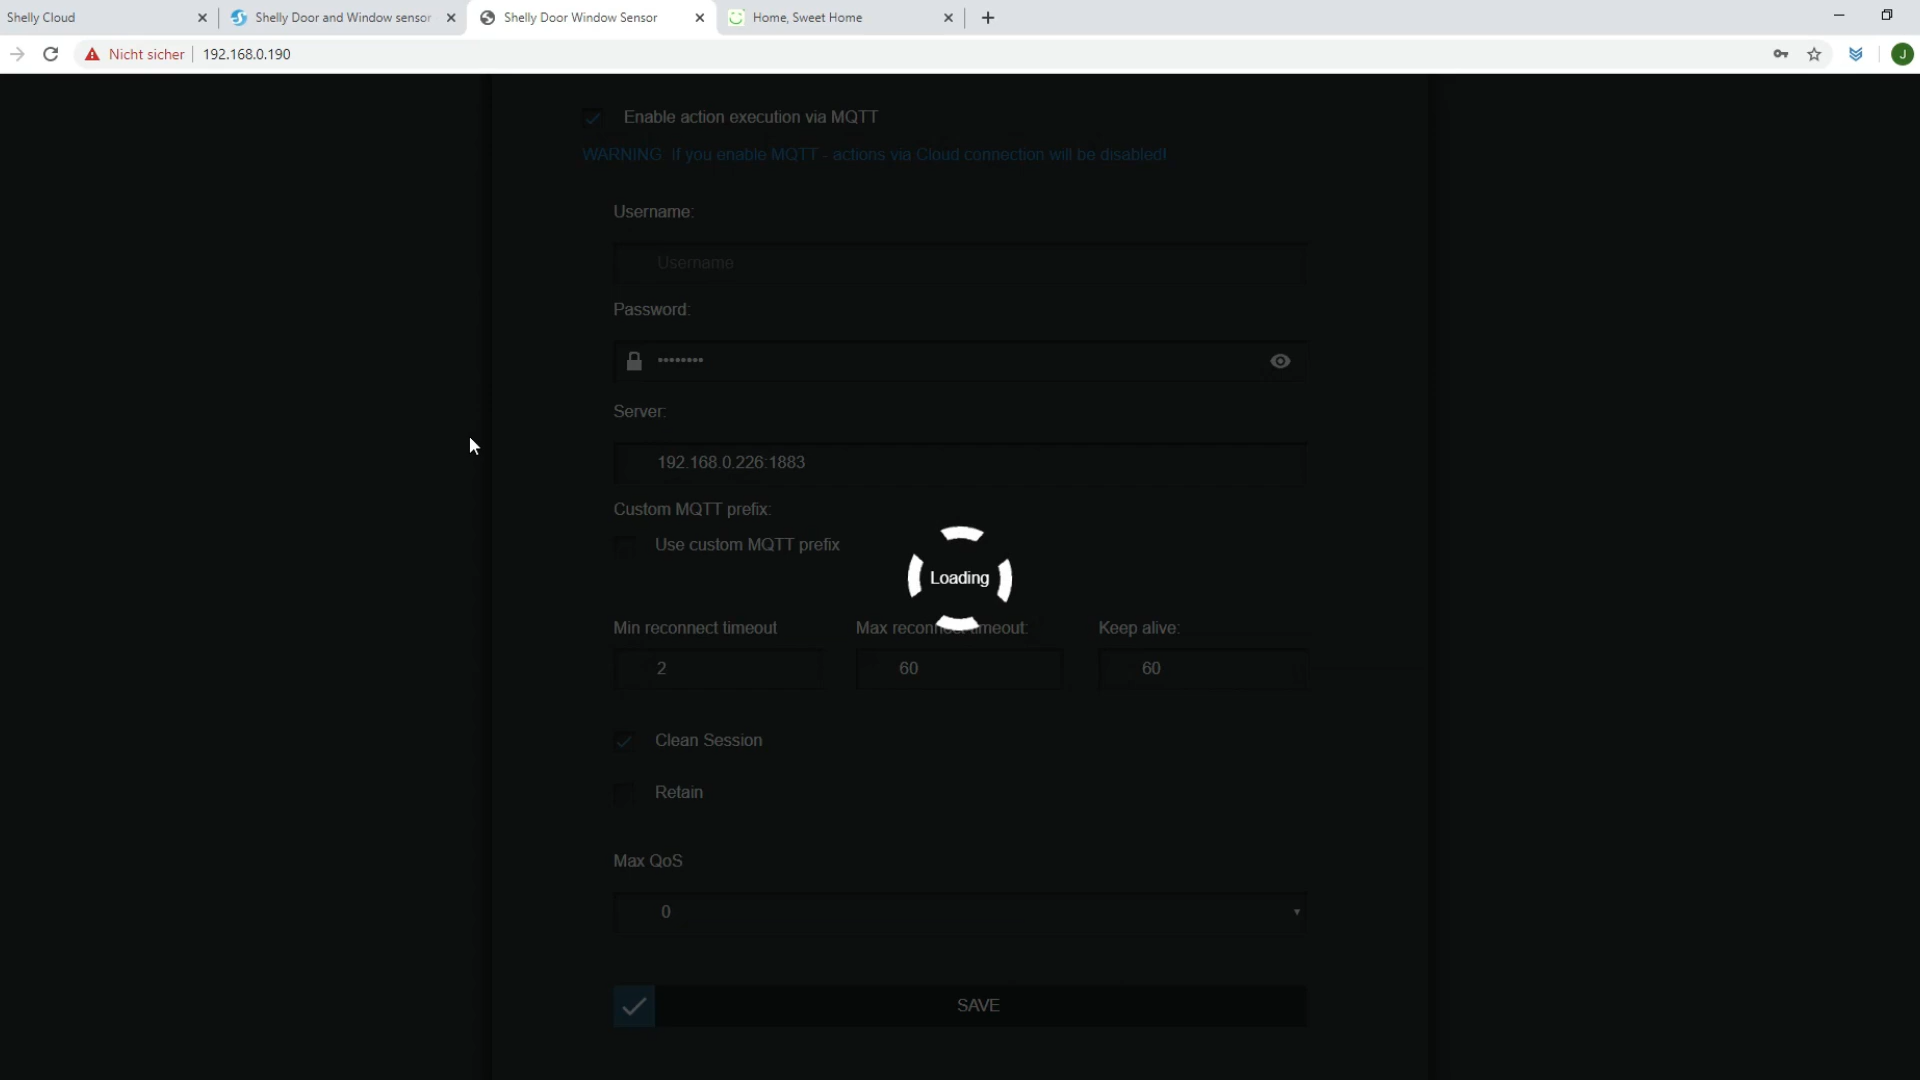 Shelly Cloud
Shelly Door and Window sensor
Shelly Door Window Sensor
Home, Sweet Home
Nicht sicher
192.168.0.190
J
Enable action execution via MQTT
WARNING If you enable MQTT - actions via Cloud connection will be disabled!
Username:
Username
Password:
••••••••
Server:
192.168.0.226:1883
Custom MQTT prefix:
Use custom MQTT prefix
Loading
Min reconnect timeout
Max reconnect timeout:
Keep alive:
2
60
60
Clean Session
Retain
Max QoS
0
SAVE